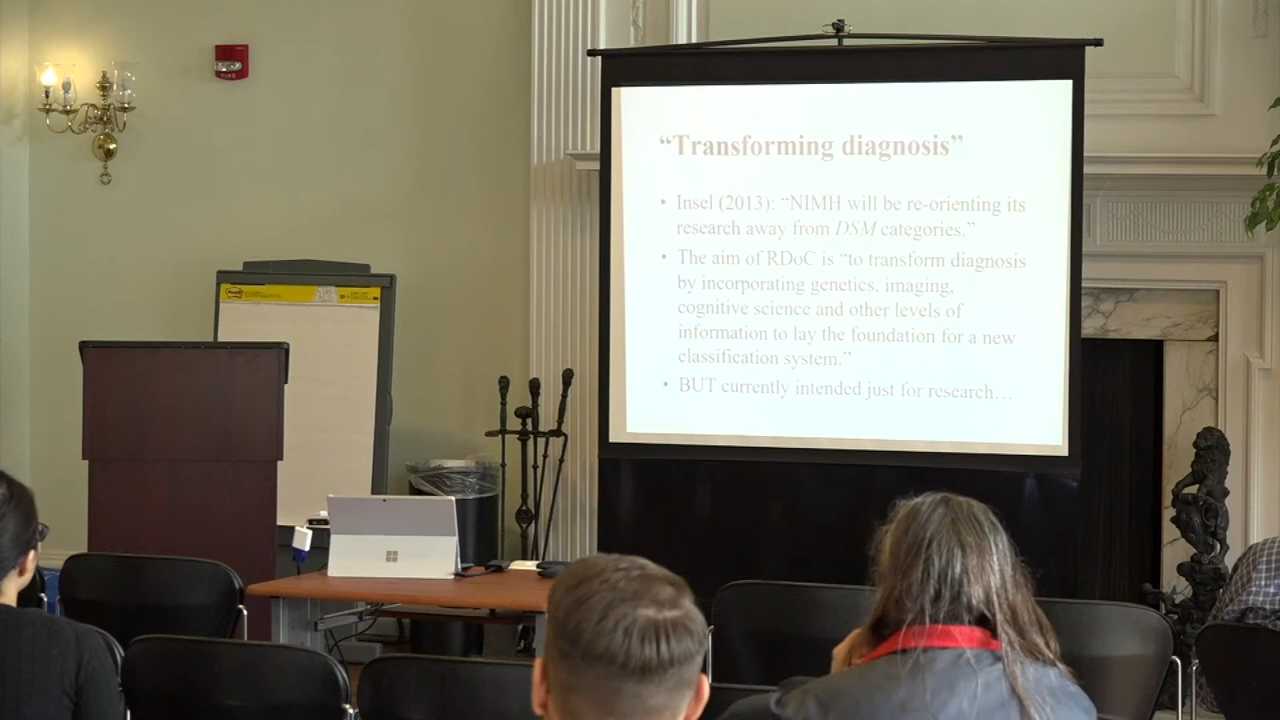 FIRE
“Transforming diagnosis”
• Insel (2013): “NIMH will be re-orienting its
research away from DSM categories.”
• The aim of RDoC is “to transform diagnosis
by incorporating genetics, imaging,
cognitive science and other levels of
information to lay the foundation for a new
classification system.”
• BUT currently intended just for research…
Post-it